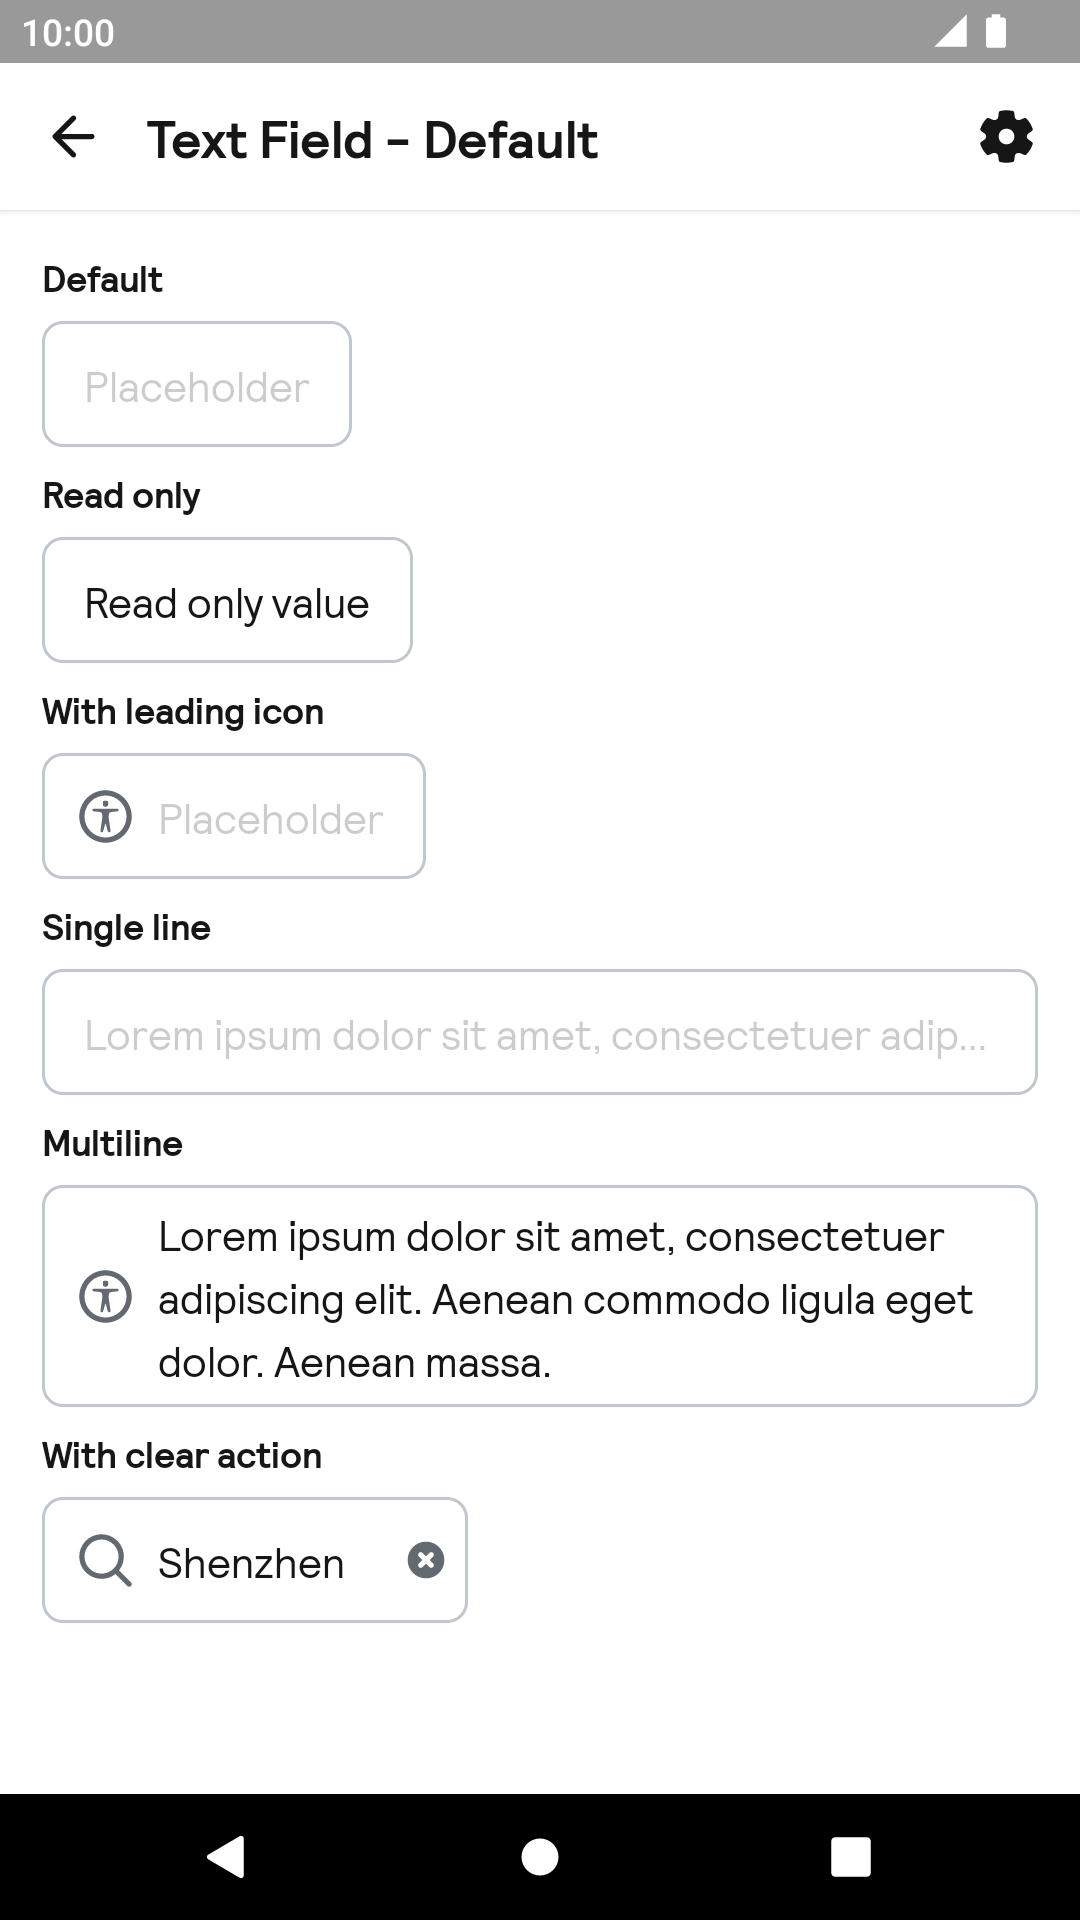 10:00
Text Field - Default
Default
Placeholder
Read only
Read only value
With leading icon
Placeholder
Single line
Lorem ipsum dolor sit amet, consectetuer adip...
Multiline
Lorem ipsum dolor sit amet, consectetuer
adipiscing elit. Aenean commodo ligula eget
dolor. Aenean massa.
With clear action
Shenzhen